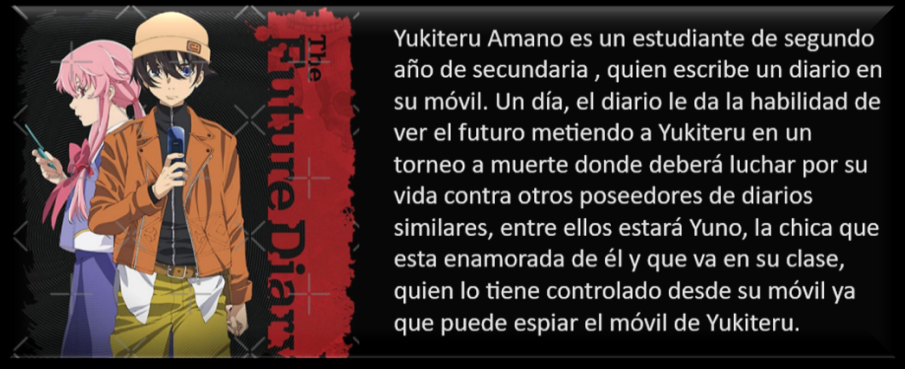 The
Future Diary
Yukiteru Amano es un estudiante de segundo
año de secundaria , quien escribe un diario en
su móvil. Un día, el diario le da la habilidad de
ver el futuro metiendo a Yukiteru en un
torneo a muerte donde deberá luchar por su
vida contra otros poseedores de diarios
similares, entre ellos estará Yuno, la chica que
esta enamorada de él y que va en su clase,
quien lo tiene controlado desde su móvil ya
que puede espiar el móvil de Yukiteru.